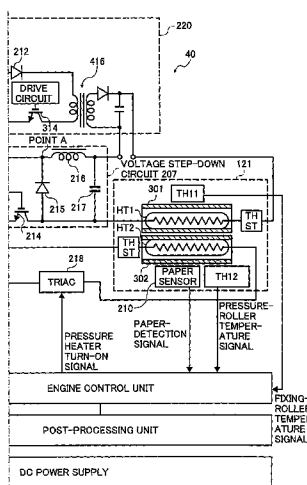 220
212
416
40
DRIVE
CIRCUIT
314
POINT A
VOLTAGE STEP-DOWN
CIRCUIT 207
121
216
301
TH11
HT1
TH
ST
215
217
HT2
TH
ST
214
218
302
PAPER
SENSOR
TH12
TRIAC
210
PRESSURE-
ROLLER
TEMPER-
ATURE
SIGNAL
PAPER-
DETECTION
SIGNAL
PRESSURE
HEATER
TURN-ON
SIGNAL
ENGINE CONTROL UNIT
FIXING-
ROLLER
TEMPER-
ATURE
SIGNAL
POST-PROCESSING UNIT
DC POWER SUPPLY